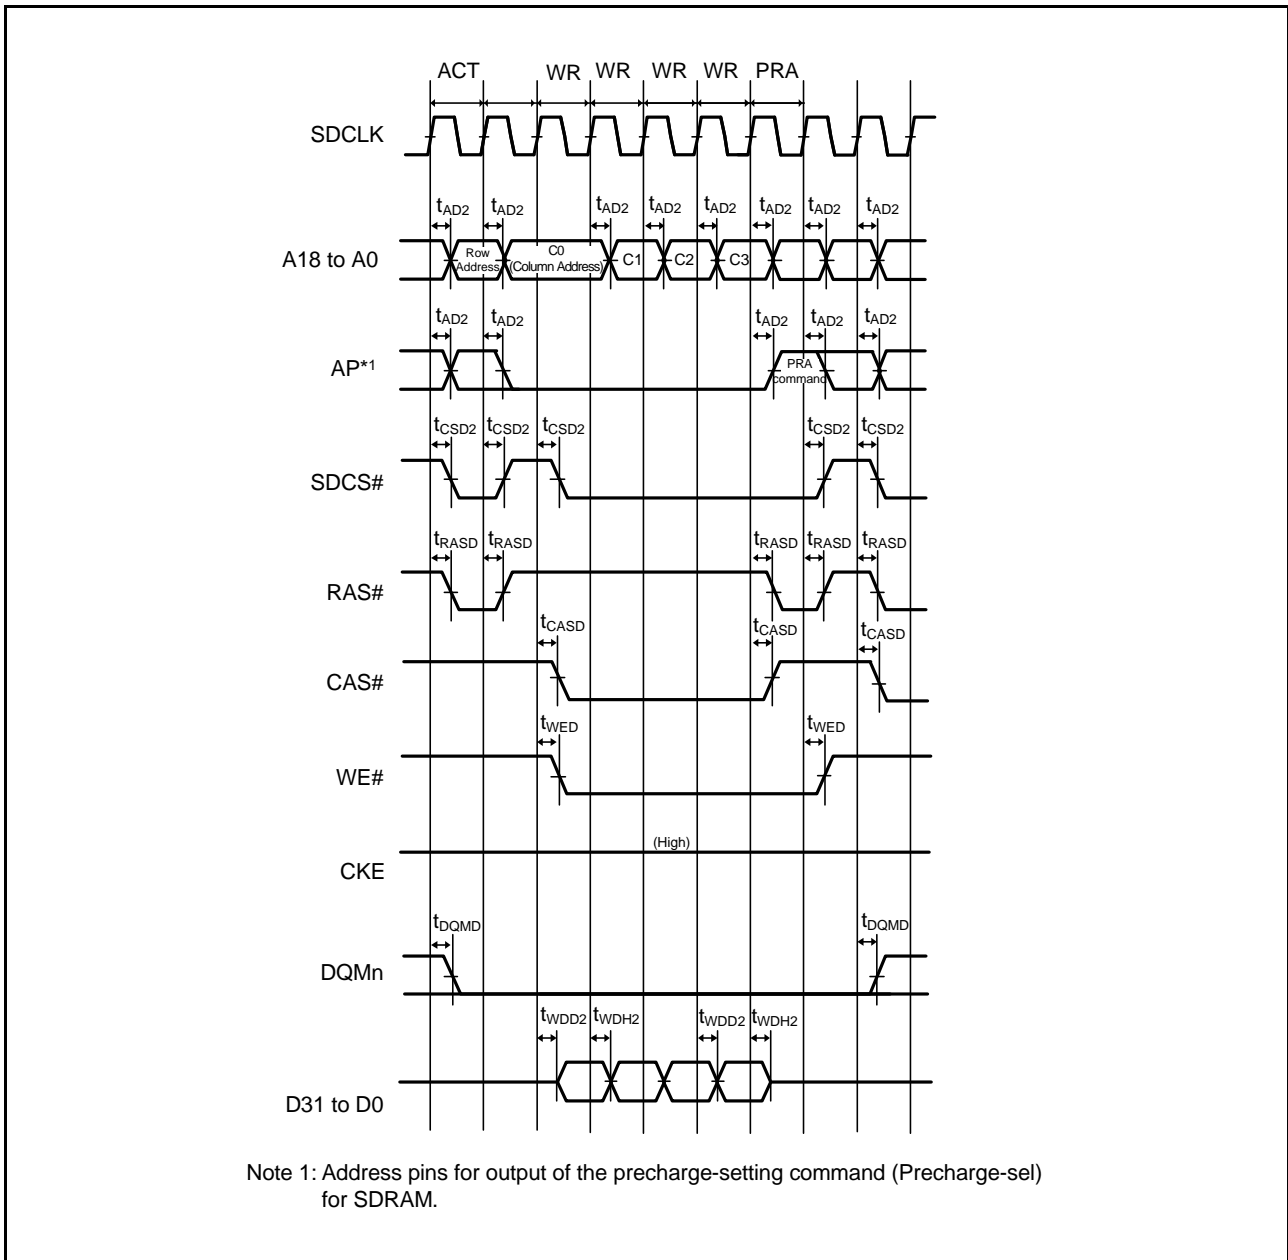 ACT WR WR WR WR PRA
SDCLK
tAD2 tAD2 tAD2 tAD2 tAD2 tAD2 tAD2 tAD2
A18 to A0
Row
Address
C0
(Column Address)
C1 C2 C3
tAD2 tAD2 tAD2 tAD2 tAD2
AP*1
PRA
command
tCSD2 tCSD2 tCSD2 tCSD2 tCSD2
SDCS#
tRASD tRASD tRASD tRASD tRASD
RAS#
tCASD tCASD tCASD
CAS#
tWED tWED
WE#
(High)
CKE
tDQMD tDQMD
DQMn
tWDD2 tWDH2 tWDD2 tWDH2
D31 to D0
Note 1: Address pins for output of the precharge-setting command (Precharge-sel)
for SDRAM.